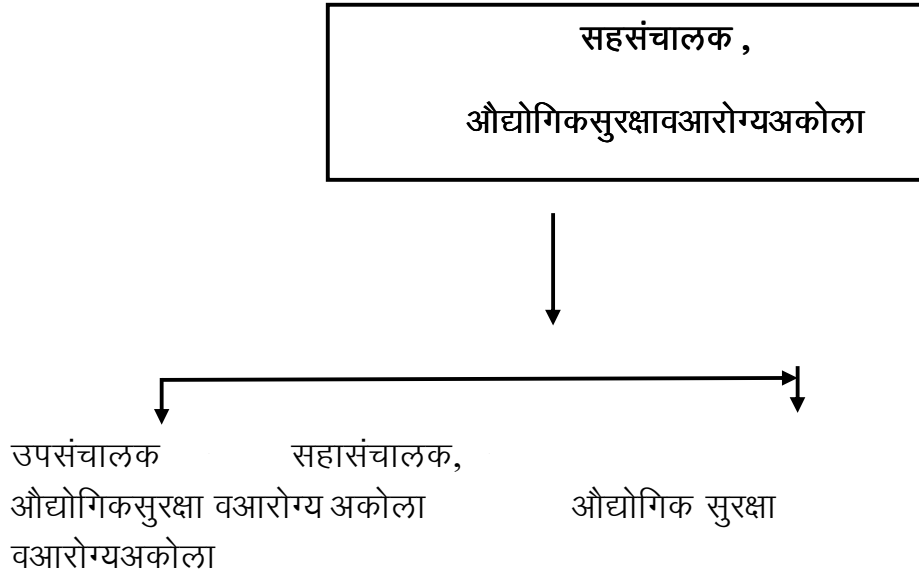 सहसंचालक ,
औद्योगिकसुरक्षावआरोग्यअकोला
उपसंचालक सहासंचालक,
औद्योगिकसुरक्षा वआरोग्य अकोला औद्योगिक सुरक्षा
वआरोग्यअकोला